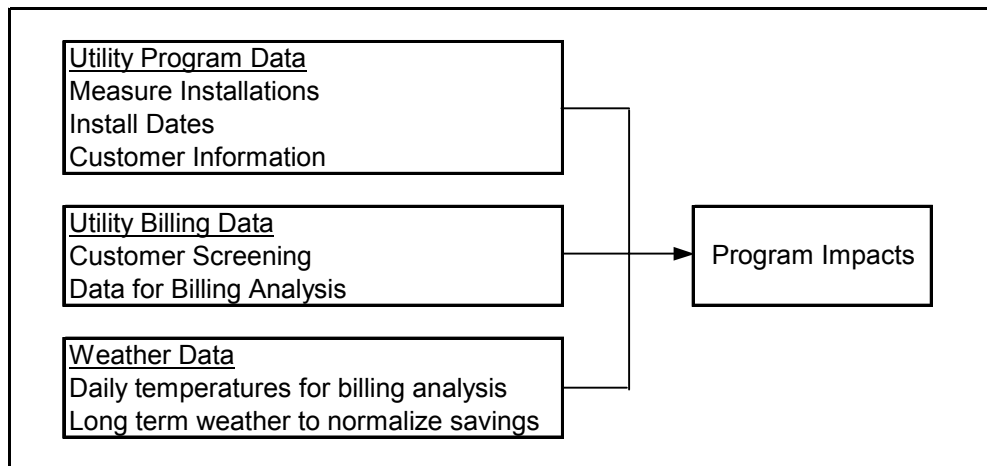 Utility Program Data
Measure Installations
Install Dates
Customer Information
Utility Billing Data
Customer Screening
Data for Billing Analysis
Program Impacts
Weather Data
Daily temperatures for billing analysis
Long term weather to normalize savings